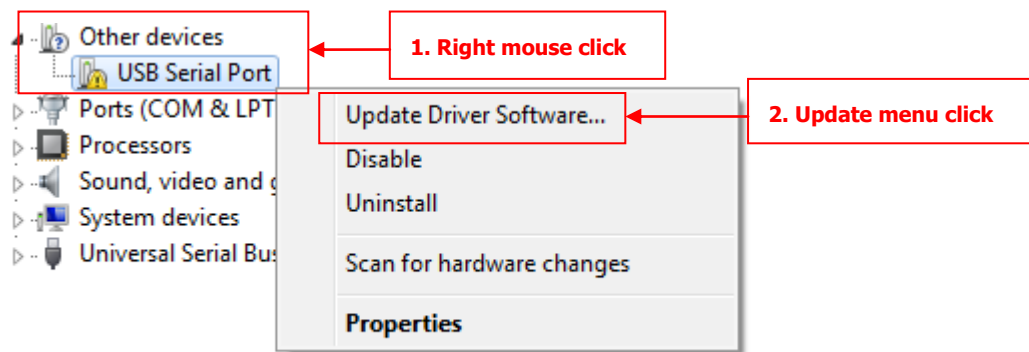 Other devices
1. Right mouse click
USB Serial Port
Ports (COM & LPT
Update Driver Software...
2. Update menu click
Processors
Disable
Sound, video and g
Uninstall
System devices
Universal Serial Bus
Scan for hardware changes
Properties